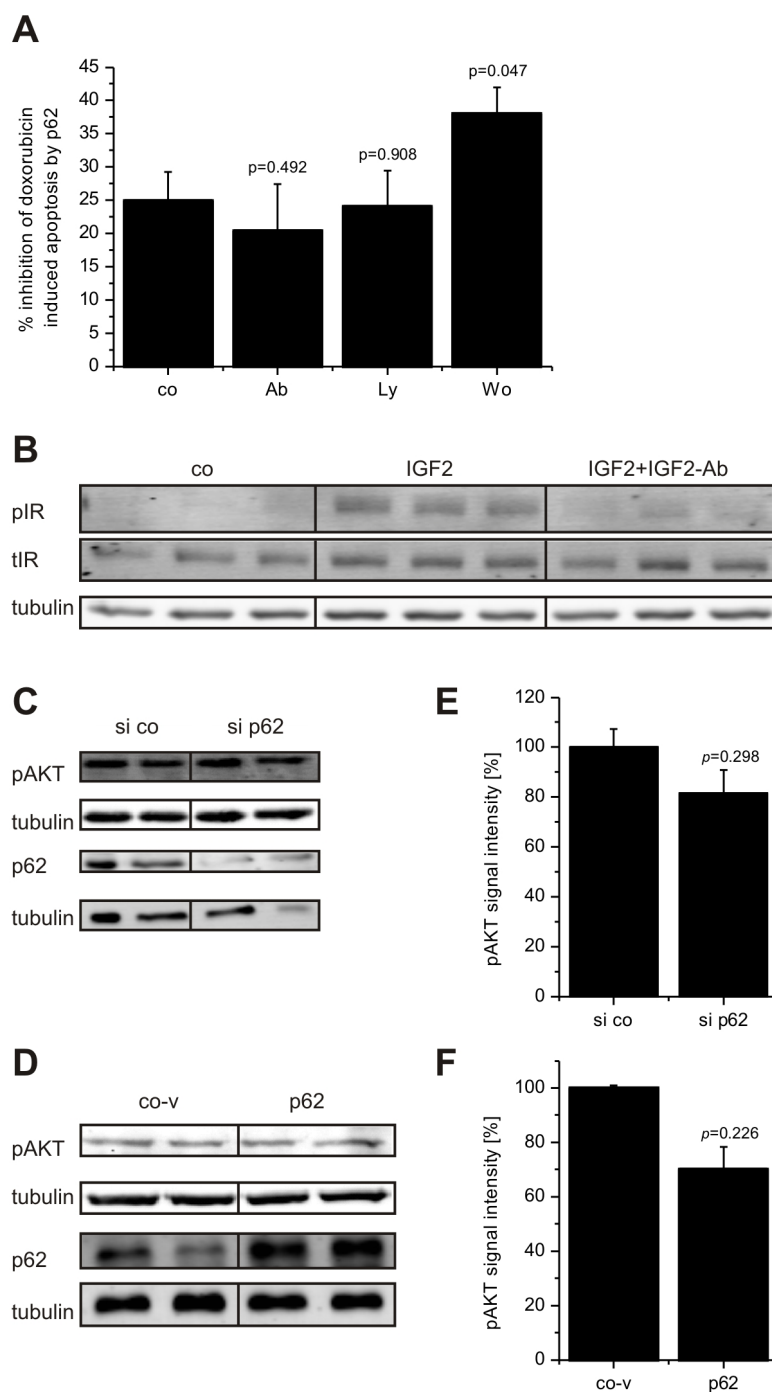 A
% inhibition of doxorubicin
induced apoptosis by p62
45
40
35
30
25
20
15
10
5
0
p=0.492
p=0.908
p=0.047
co
Ab
Ly
Wo
B
co
IGF2
IGF2+IGF2-Ab
pIR
tIR
tubulin
C
si co
si p62
pAKT
tubulin
p62
tubulin
E
pAKT signal intensity [%]
120
100
80
60
40
20
0
p=0.298
si co
si p62
D
co-v
p62
pAKT
tubulin
p62
tubulin
F
pAKT signal intensity [%]
100
80
60
40
20
0
p=0.226
co-v
p62